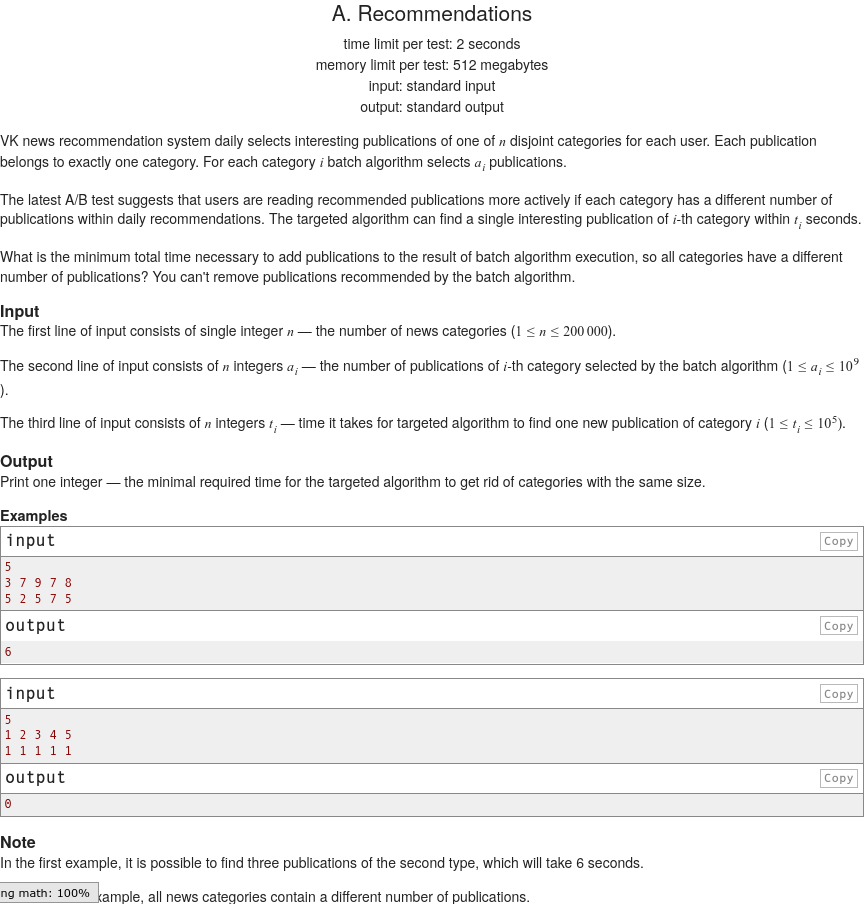 A. Recommendations
time limit per test: 2 seconds
memory limit per test: 512 megabytes
input: standard input
output: standard output
VK news recommendation system daily selects interesting publications of one of n disjoint categories for each user. Each publication
belongs to exactly one category. For each category i batch algorithm selects a_i publications.
The latest A/B test suggests that users are reading recommended publications more actively if each category has a different number of
publications within daily recommendations. The targeted algorithm can find a single interesting publication of i-th category within t_i seconds.
What is the minimum total time necessary to add publications to the result of batch algorithm execution, so all categories have a different
number of publications? You can't remove publications recommended by the batch algorithm.
Input
The first line of input consists of single integer n — the number of news categories (1 ≤ n ≤ 200 000).
The second line of input consists of n integers a_i — the number of publications of i-th category selected by the batch algorithm (1 ≤ a_i ≤ 10^9
).
The third line of input consists of n integers t_i — time it takes for targeted algorithm to find one new publication of category i (1 ≤ t_i ≤ 10^5).
Output
Print one integer — the minimal required time for the targeted algorithm to get rid of categories with the same size.
Examples
input Copy
5
3 7 9 7 8
5 2 5 7 5
output Copy
6
input Copy
5
1 2 3 4 5
1 1 1 1 1
output Copy
0
Note
In the first example, it is possible to find three publications of the second type, which will take 6 seconds.
ng math: 100% xample, all news categories contain a different number of publications.